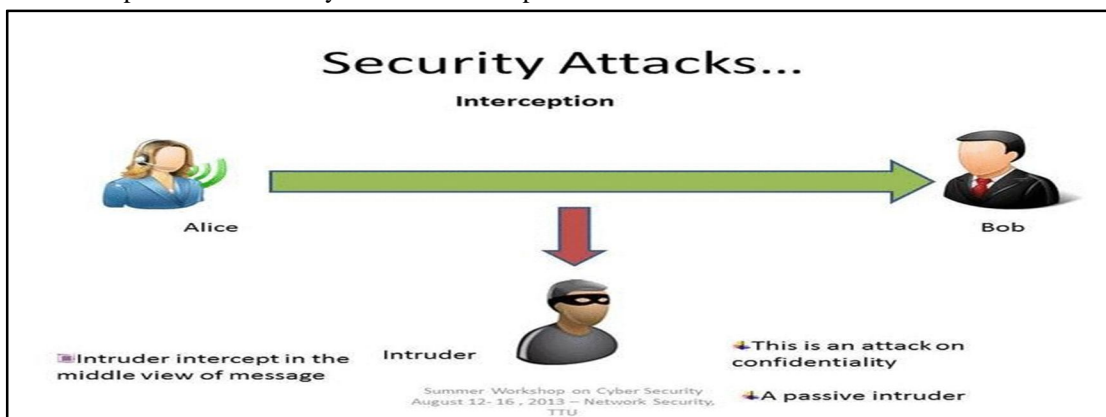 Security Attacks...
Interception
Alice
Bob
Intruder intercept in the
middle view of message
Intruder
This is an attack on
confidentiality
A passive intruder
Summer Workshop on Cyber Security
August 12- 16 , 2013 – Network Security,
TTU